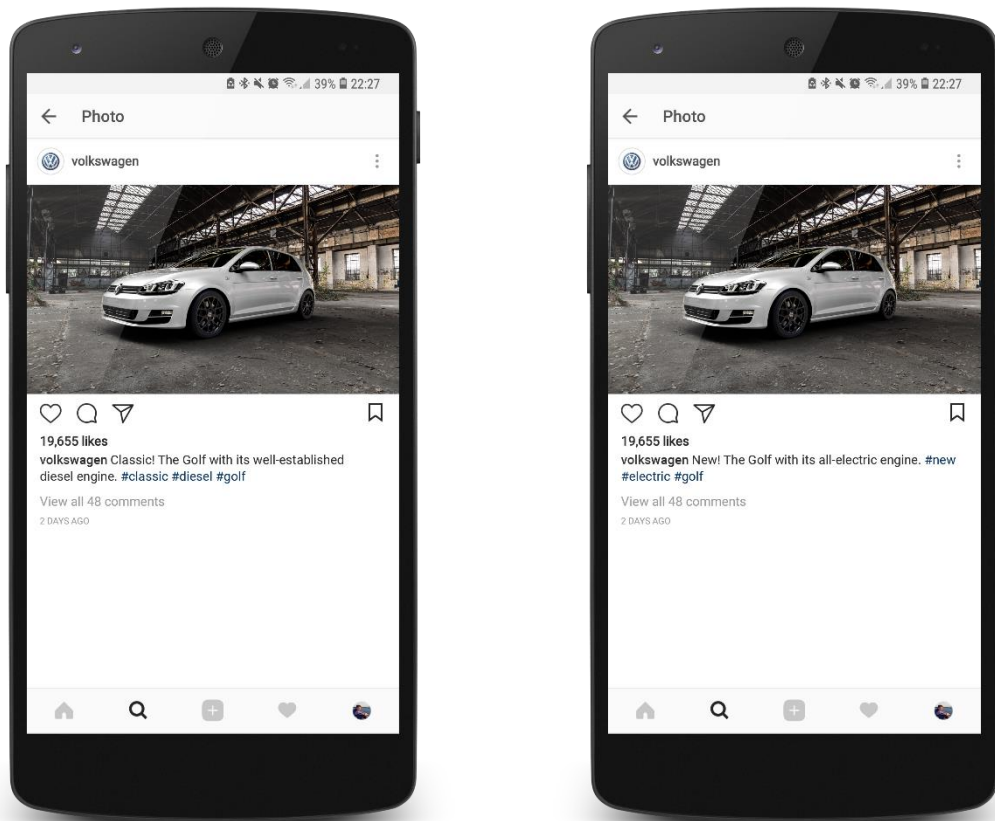 39% 22:27
Photo
volkswagen
19,655 likes
volkswagen Classic! The Golf with its well-established
diesel engine. #classic #diesel #golf
View all 48 comments
2 DAYS AGO
39% 22:27
Photo
volkswagen
19,655 likes
volkswagen New! The Golf with its all-electric engine. #new
#electric #golf
View all 48 comments
2 DAYS AGO